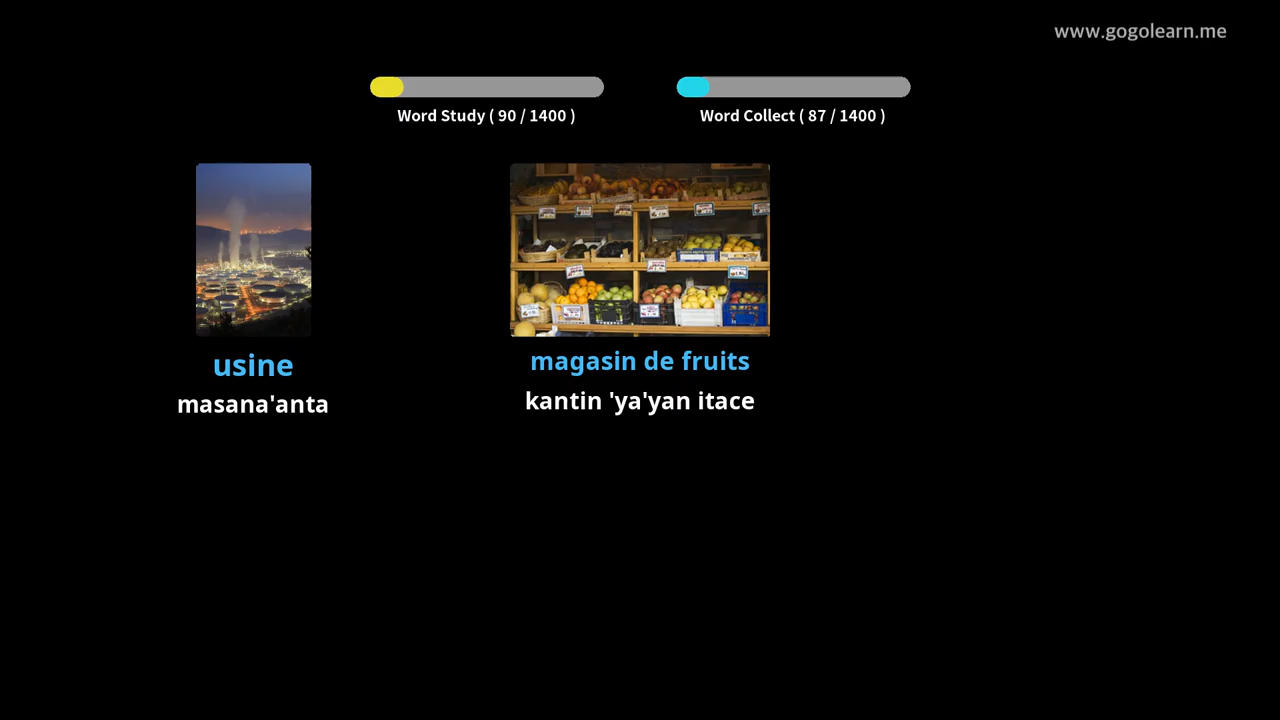 www.gogolearn.me
Word Study ( 90 / 1400 )
Word Collect ( 87 / 1400 )
usine
masana'anta
magasin de fruits
kantin 'ya'yan itace